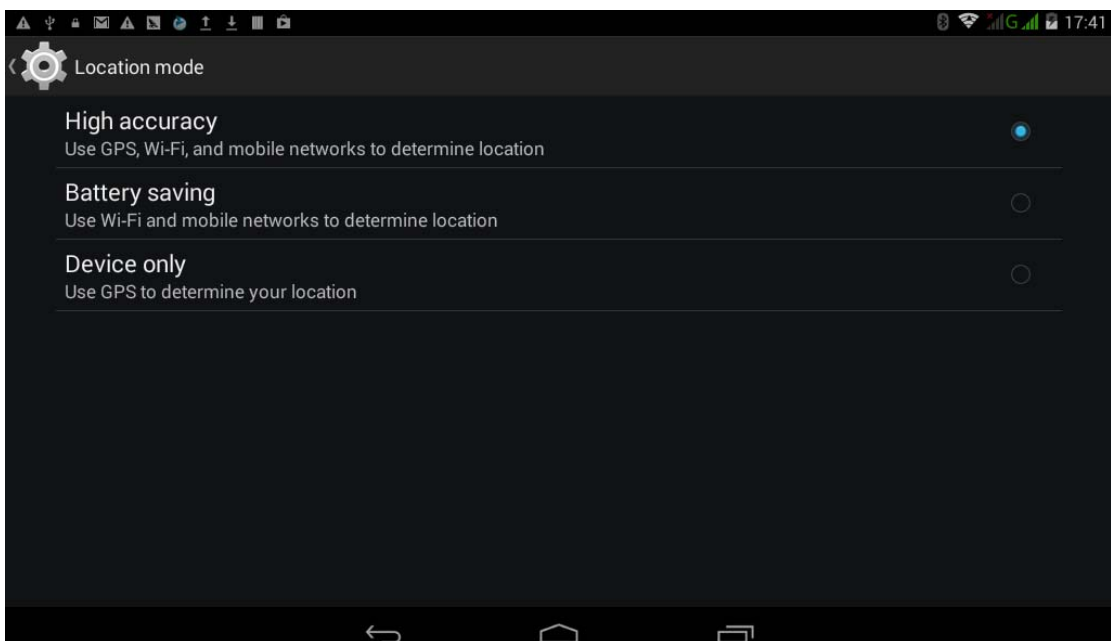 G 17:41
Location mode
High accuracy
Use GPS, Wi-Fi, and mobile networks to determine location
Battery saving
Use Wi-Fi and mobile networks to determine location
Device only
Use GPS to determine your location